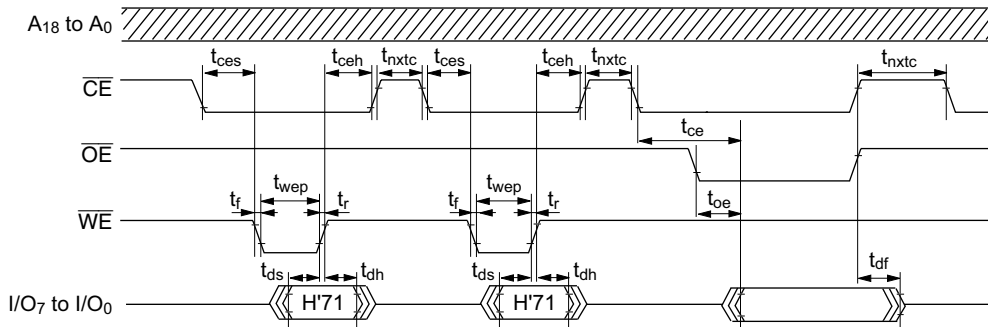 A18 to A0
tces tceh tnxtc tces tceh tnxtc tnxtc
CE
tce
OE
twep twep toe
tf tr tf tr
WE
tds tdh tds tdh tdf
I/O7 to I/O0 H'71 H'71